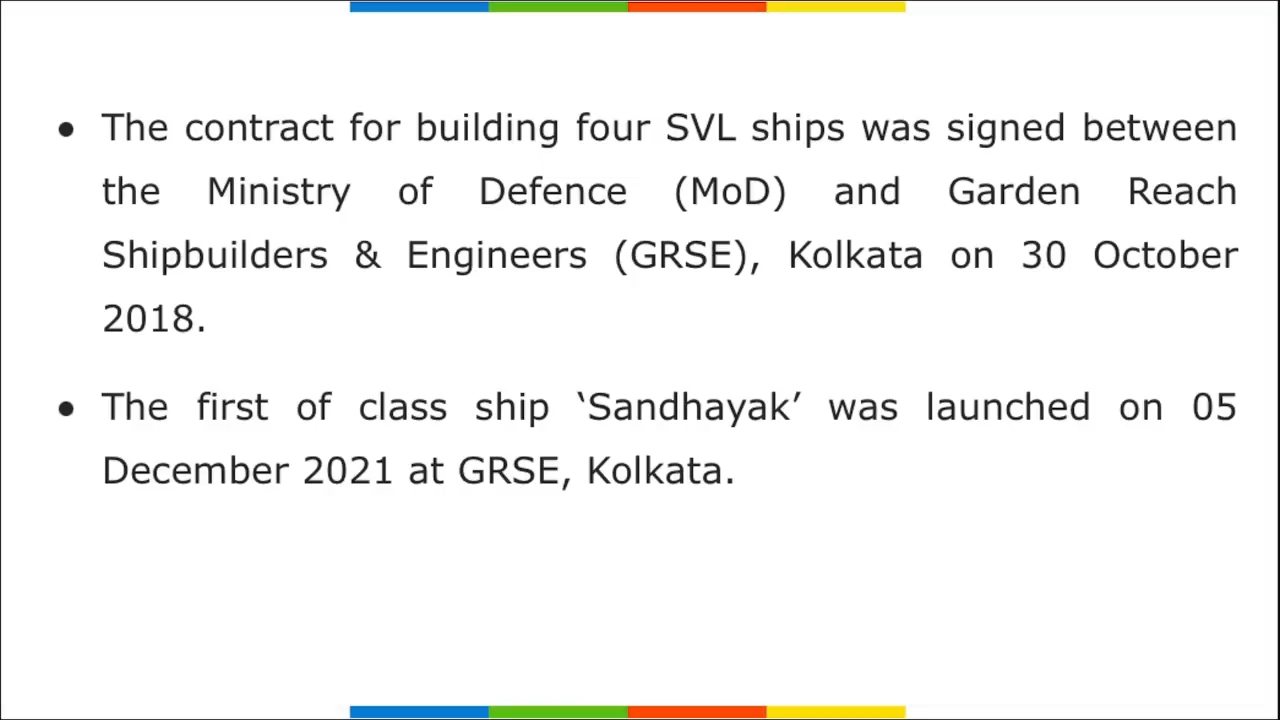 ● The contract for building four SVL ships was signed between
the Ministry of Defence (MoD) and Garden Reach
Shipbuilders & Engineers (GRSE), Kolkata on 30 October
2018.
● The first of class ship ‘Sandhayak’ was launched on 05
December 2021 at GRSE, Kolkata.